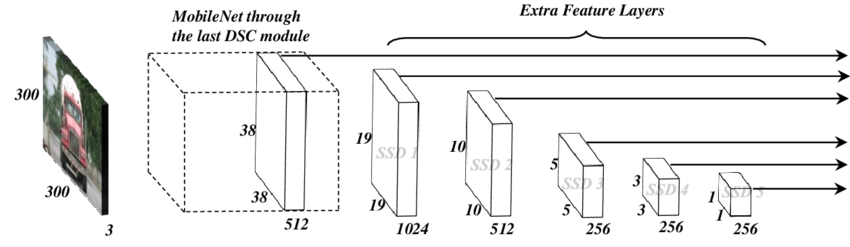 MobileNet through
the last DSC module
Extra Feature Layers
300
300
3
38
38
512
19
SSD 1
19
1024
10
SSD 2
10
512
5
SSD 3
5
256
3
SSD 4
3
256
1
SSD 5
1
256